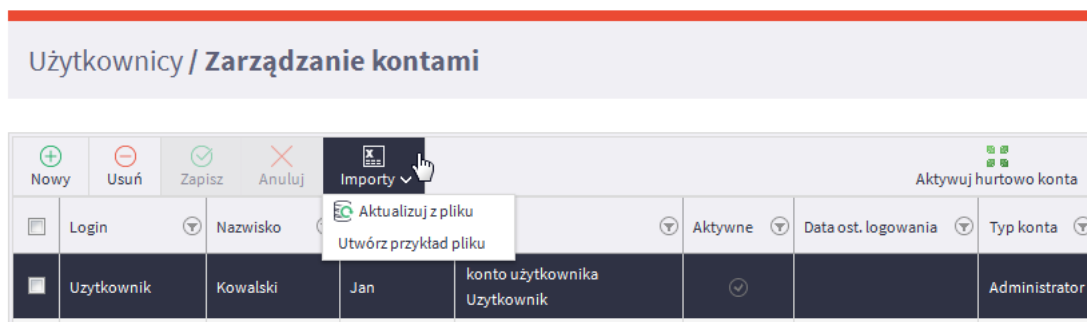 Użytkownicy / Zarządzanie kontami
Nowy Usuń Zapisz Anuluj Importy Aktywuj hurtowo konta
Aktualizuj z pliku
Utwórz przykład pliku
Login Nazwisko Aktywne Data ost. logowania Typ konta
Uzytkownik Kowalski Jan konto użytkownika Administrator
Uzytkownik